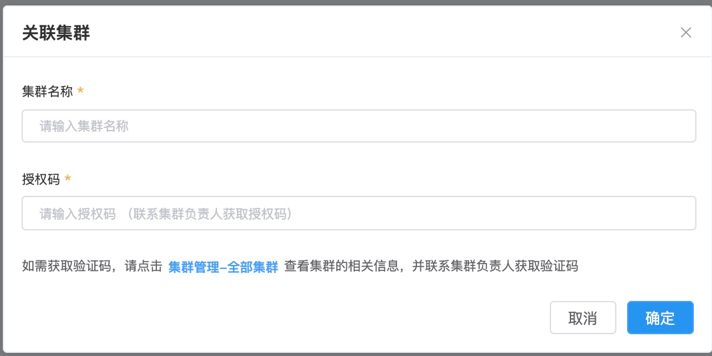 关联集群
集群名称 *
请输入集群名称
授权码 *
请输入授权码 （联系集群负责人获取授权码）
如需获取验证码，请点击 集群管理-全部集群 查看集群的相关信息，并联系集群负责人获取验证码
取消 确定